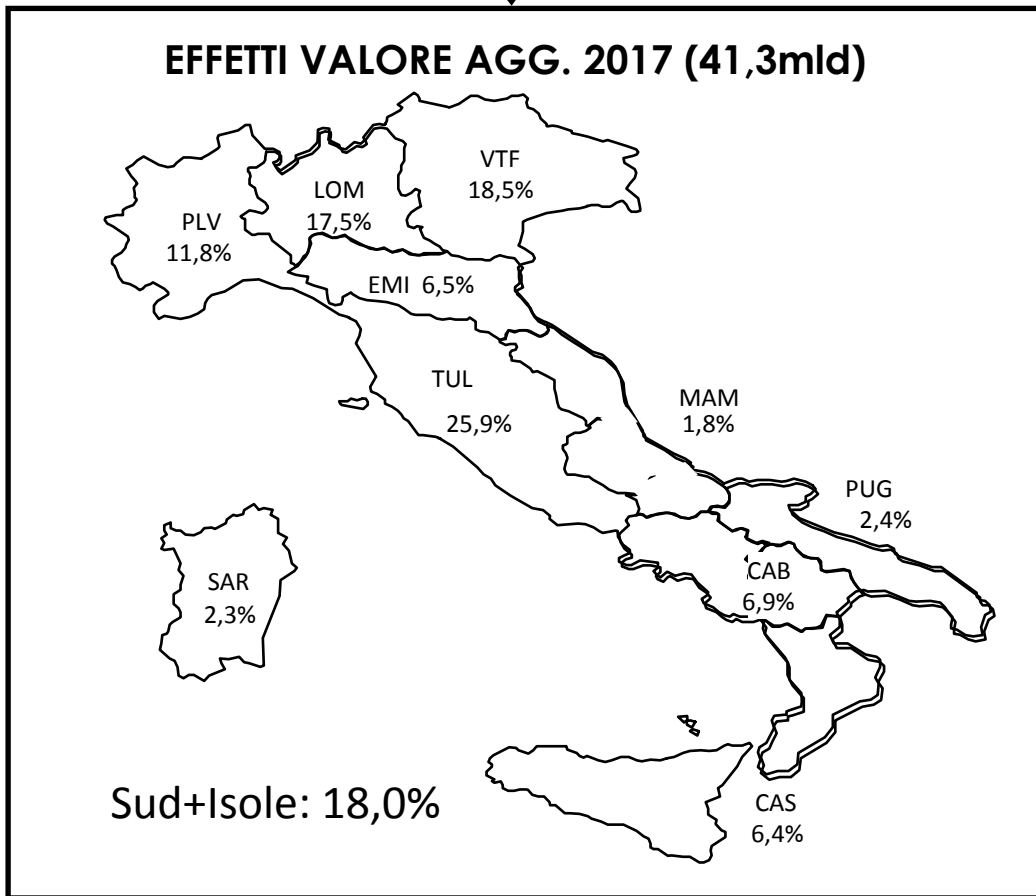 EFFETTI VALORE AGG. 2017 (41,3mld)
VTF
18,5%
LOM
17,5%
PLV
11,8%
EMI 6,5%
TUL
25,9%
MAM
1,8%
PUG
2,4%
CAB
6,9%
SAR
2,3%
Sud+Isole: 18,0%
CAS
6,4%